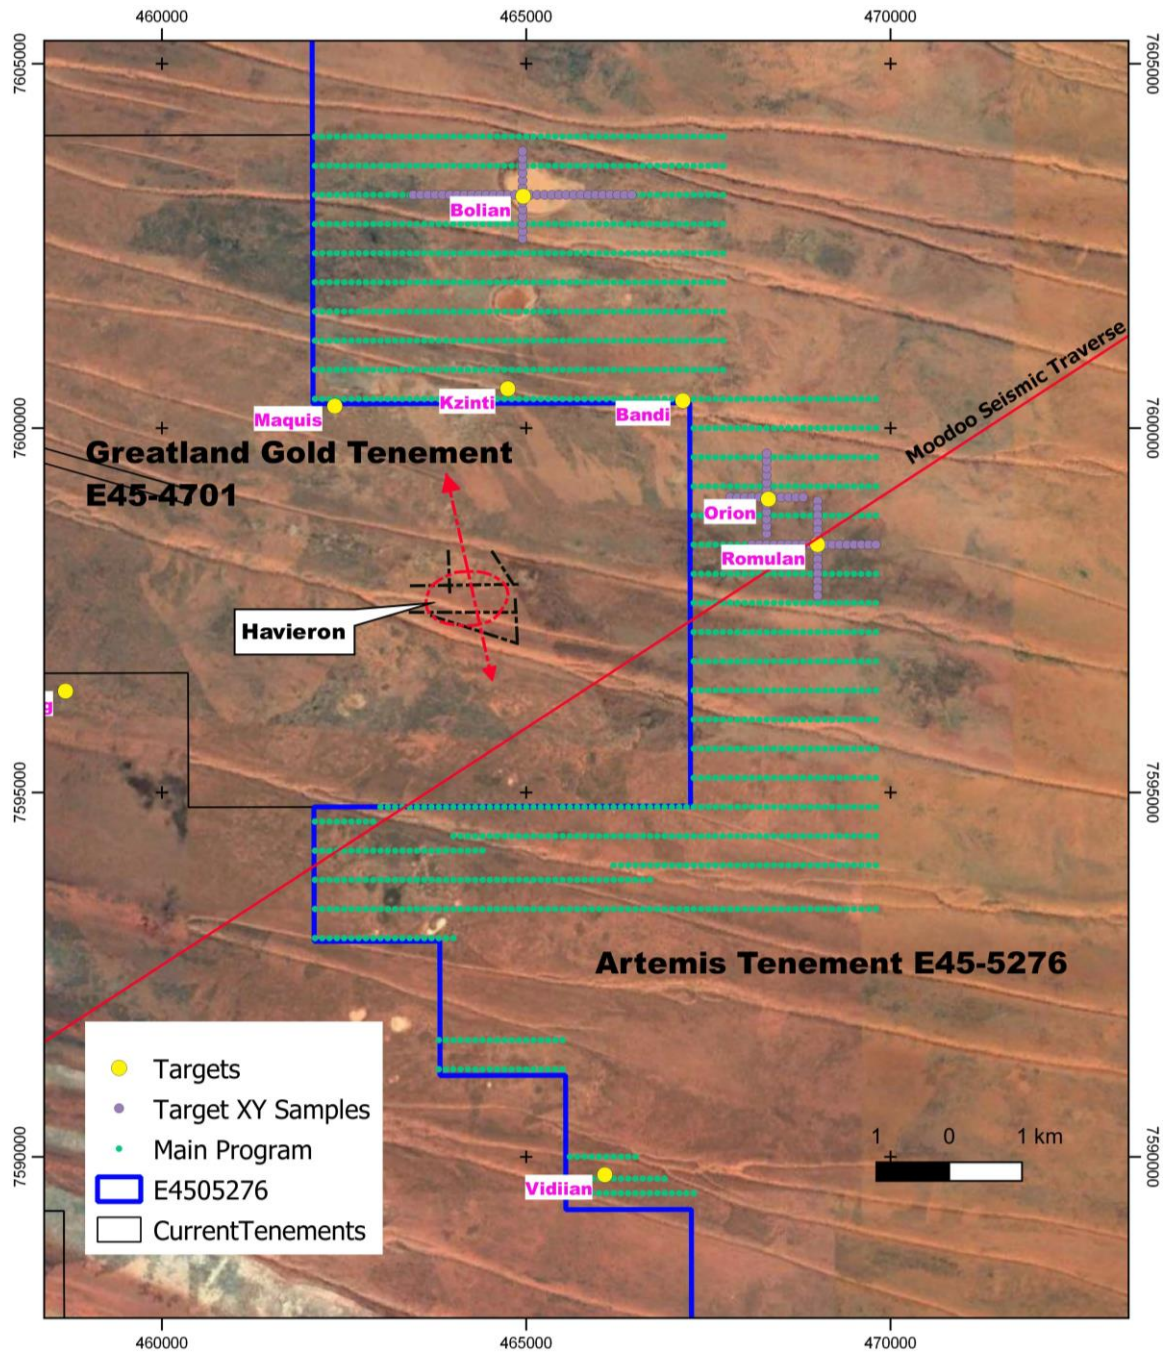 460000
465000
470000
7605000
7605000
Bolian
Moodoo Seismic Traverse
Kzinti
Bandi
Maquis
7600000
7600000
Greatland Gold Tenement
E45-4701
Orion
Romulan
Havieron
g
7595000
7595000
Artemis Tenement E45-5276
Targets
Target XY Samples
Main Program
E4505276
CurrentTenements
1 0 1 km
7590000
7590000
Vidiian
460000
465000
470000